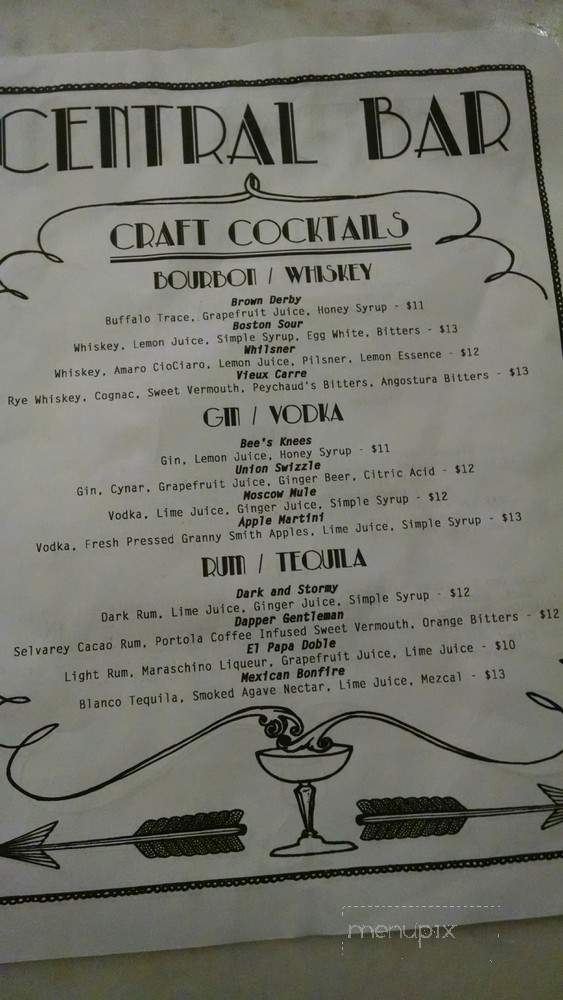 CENTRAL BAR
CRAFT COCKTAILS
BOURBON / WHISKEY
Brown Derby
Buffalo Trace, Grapefruit Juice, Honey Syrup - $11
Boston Sour
Whiskey, Lemon Juice, Simple Syrup, Egg White, Bitters - $13
Whilsner
Whiskey, Amaro CioCiaro, Lemon Juice, Pilsner, Lemon Essence - $12
Vieux Carre
Rye Whiskey, Cognac, Sweet Vermouth, Peychaud's Bitters, Angostura Bitters - $13
GIN / VODKA
Bee's Knees
Gin, Lemon Juice, Honey Syrup - $11
Union Swizzle
Gin, Cynar, Grapefruit Juice, Ginger Beer, Citric Acid - $12
Moscow Mule
Vodka, Lime Juice, Ginger Juice, Simple Syrup - $12
Apple Martini
Vodka, Fresh Pressed Granny Smith Apples, Lime Juice, Simple Syrup - $13
RUM / TEQUILA
Dark and Stormy
Dark Rum, Lime Juice, Ginger Juice, Simple Syrup - $12
Dapper Gentleman
Selvarey Cacao Rum, Portola Coffee Infused Sweet Vermouth, Orange Bitters - $12
El Papa Doble
Light Rum, Maraschino Liqueur, Grapefruit Juice, Lime Juice - $10
Mexican Bonfire
Blanco Tequila, Smoked Agave Nectar, Lime Juice, Mezcal - $13
menupix